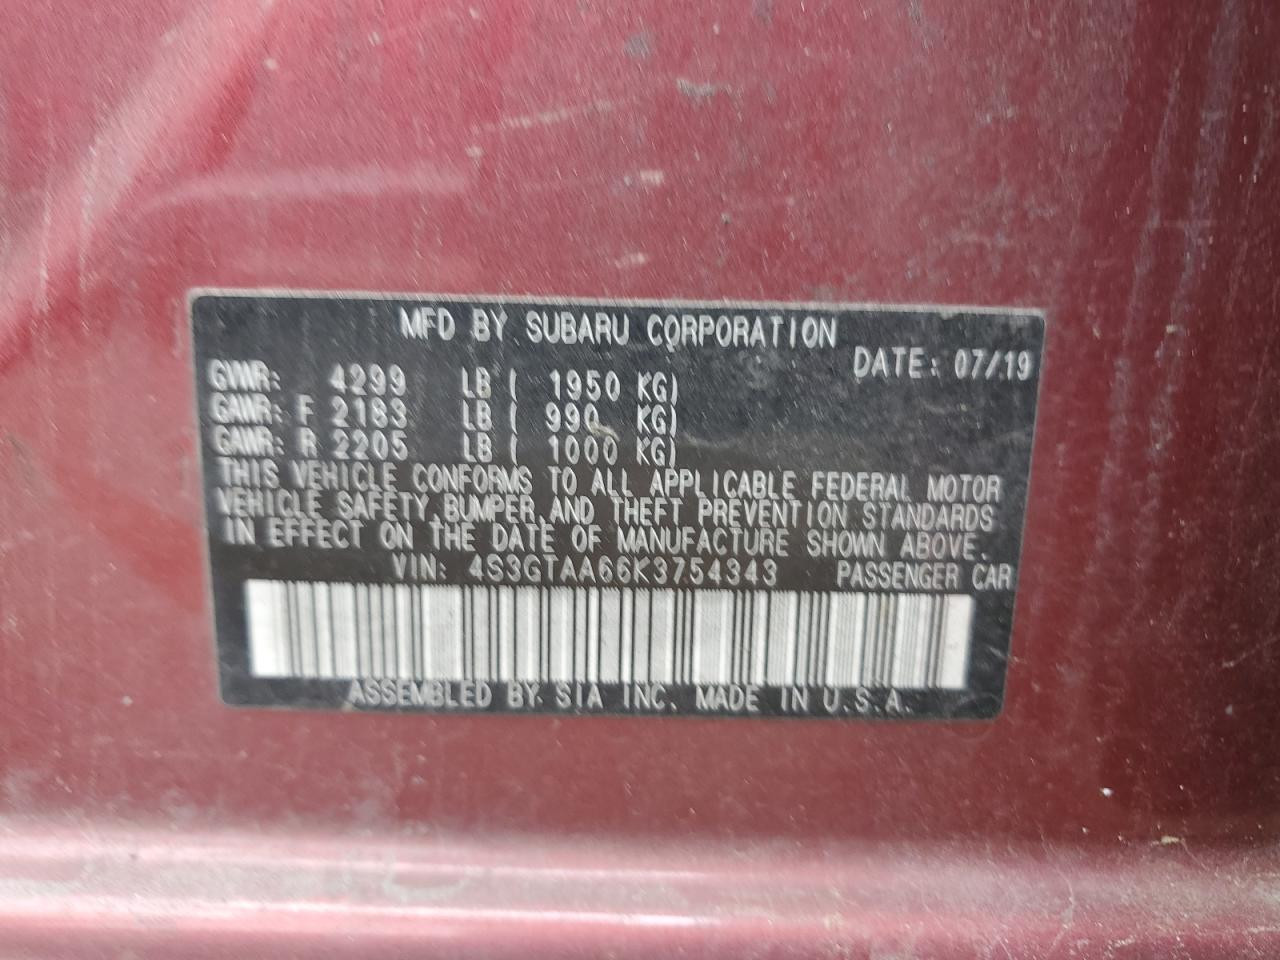 MFD BY SUBARU CORPORATION
DATE: 07/19
GVWR: 4299 LB ( 1950 KG)
GAWR: F 2183 LB ( 990 KG)
GAWR: R 2205 LB ( 1000 KG)
THIS VEHICLE CONFORMS TO ALL APPLICABLE FEDERAL MOTOR
VEHICLE SAFETY, BUMPER, AND THEFT PREVENTION STANDARDS
IN EFFECT ON THE DATE OF MANUFACTURE SHOWN ABOVE.
VIN: 4S3GTAA66K3754343 PASSENGER CAR
ASSEMBLED BY SIA INC. MADE IN U.S.A.